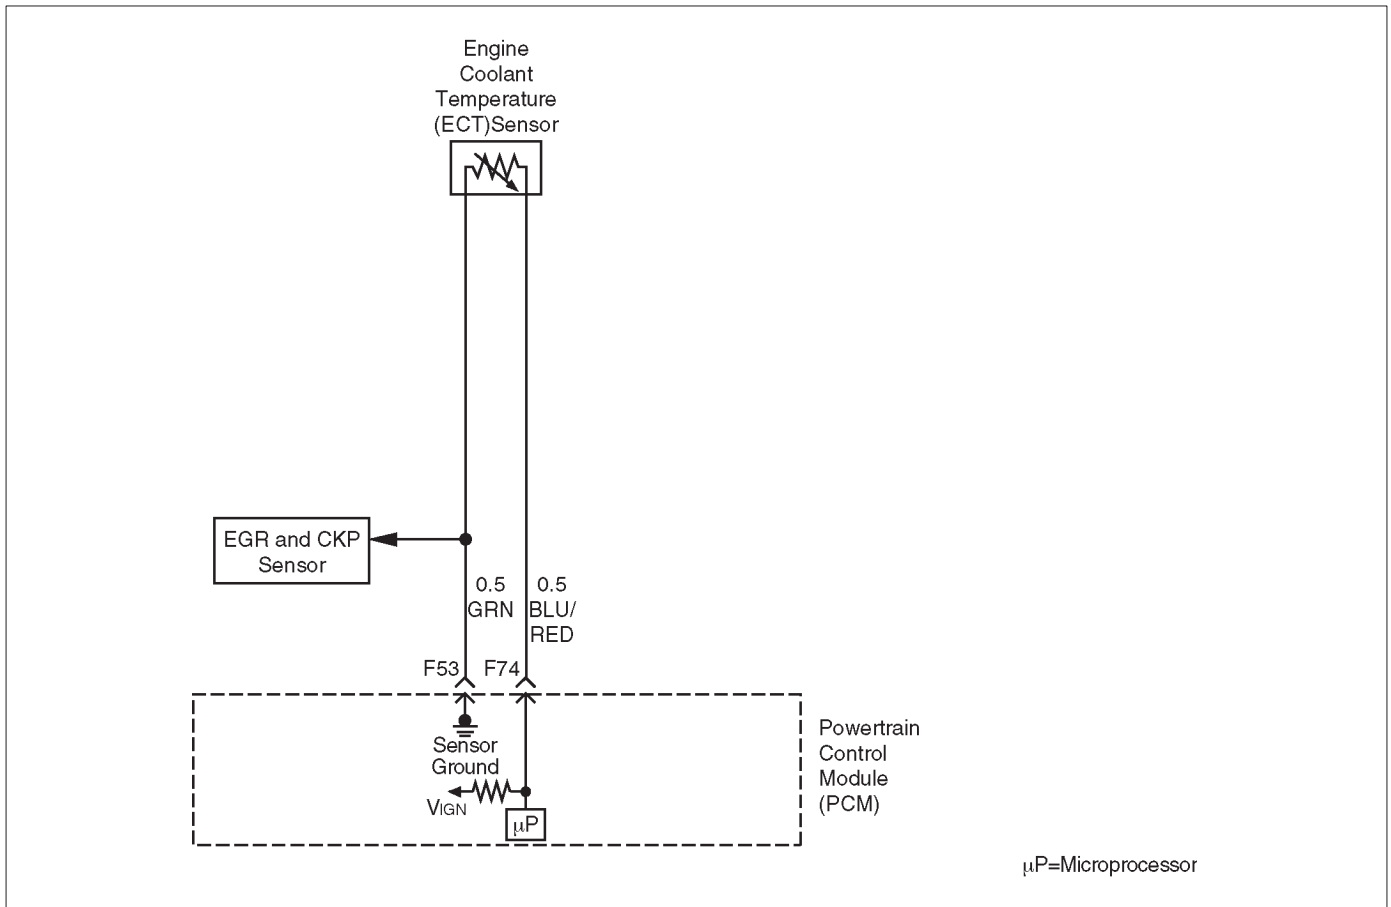 Engine
Coolant
Temperature
(ECT)Sensor
EGR and CKP
Sensor
0.5
GRN
0.5
BLU/
RED
F53
F74
Sensor
Ground
VIGN
µP
Powertrain
Control
Module
(PCM)
µP=Microprocessor